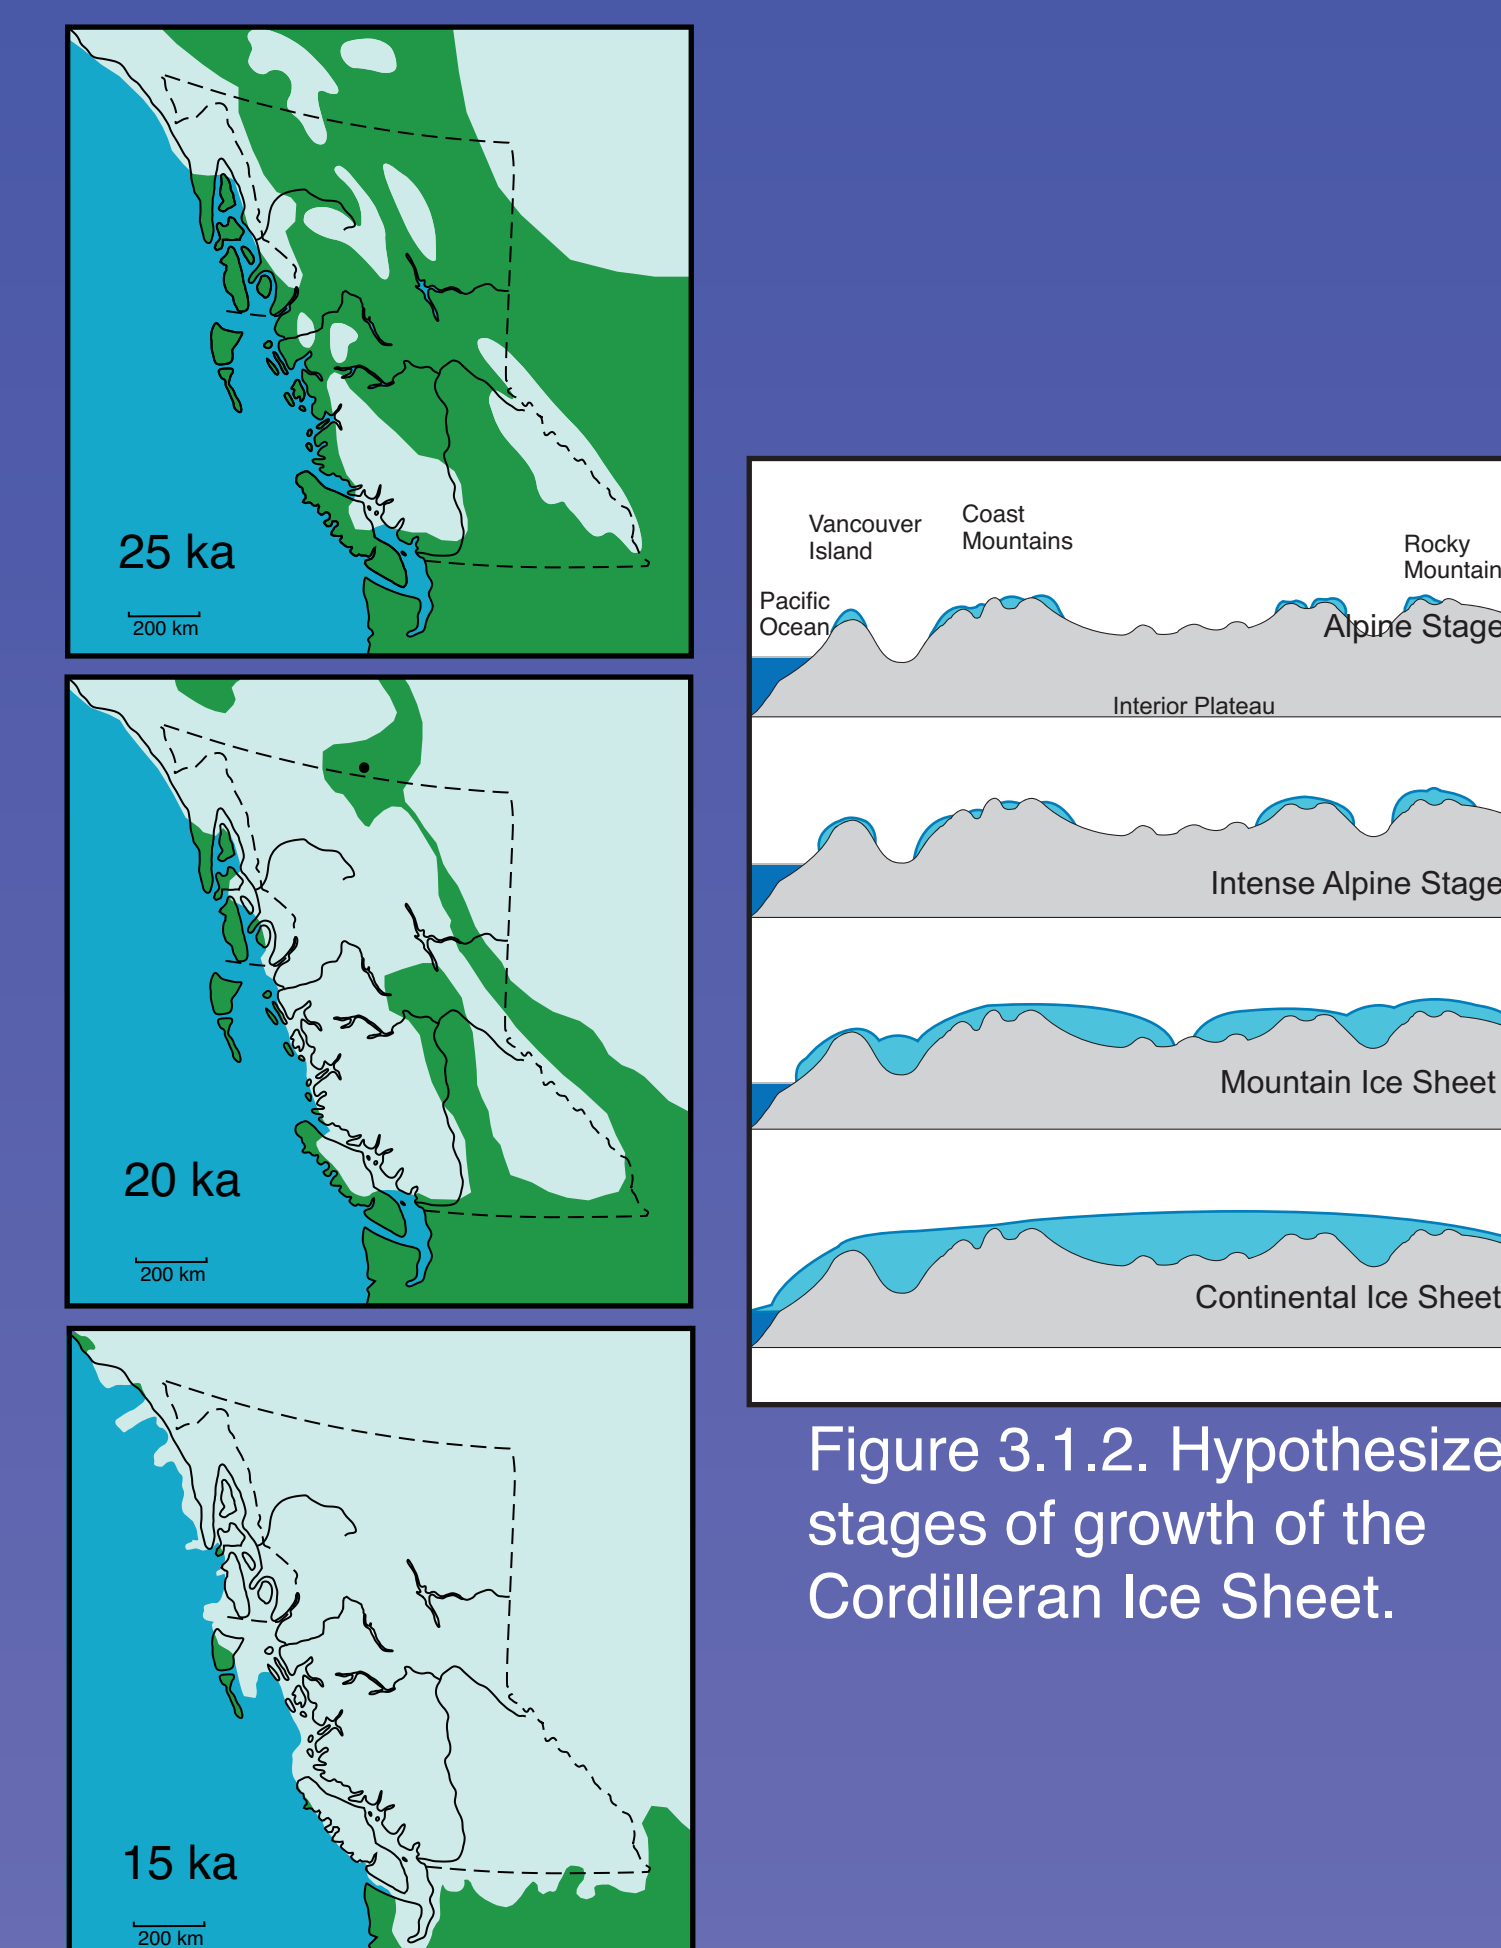 25 ka
200 km
20 ka
200 km
15 ka
200 km
Vancouver
Island
Coast
Mountains
Rocky
Mountain
Pacific
Ocean
Alpine Stage
Interior Plateau
Intense Alpine Stage
Mountain Ice Sheet
Continental Ice Sheet
Figure 3.1.2. Hypothesize
stages of growth of the
Cordilleran Ice Sheet.